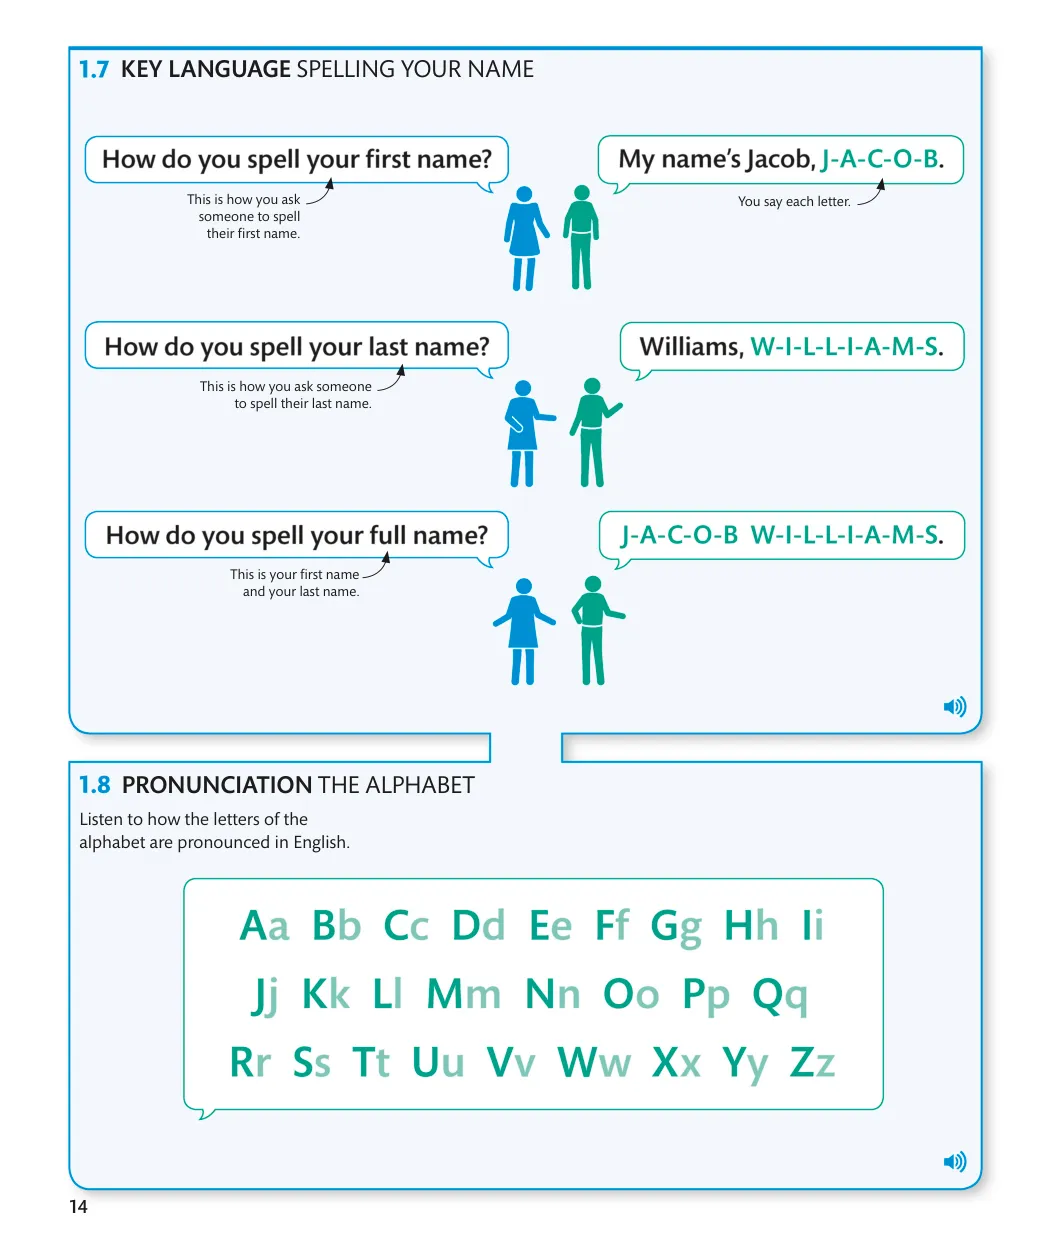 1.7 KEY LANGUAGE SPELLING YOUR NAME
How do you spell your first name?
This is how you ask
someone to spell
their first name.
My name’s Jacob, J-A-C-O-B.
You say each letter.
How do you spell your last name?
This is how you ask someone
to spell their last name.
Williams, W-I-L-L-I-A-M-S.
How do you spell your full name?
This is your first name
and your last name.
J-A-C-O-B W-I-L-L-I-A-M-S.
1.8 PRONUNCIATION THE ALPHABET
Listen to how the letters of the
alphabet are pronounced in English.
Aa Bb Cc Dd Ee Ff Gg Hh Ii
Jj Kk Ll Mm Nn Oo Pp Qq
Rr Ss Tt Uu Vv Ww Xx Yy Zz
14